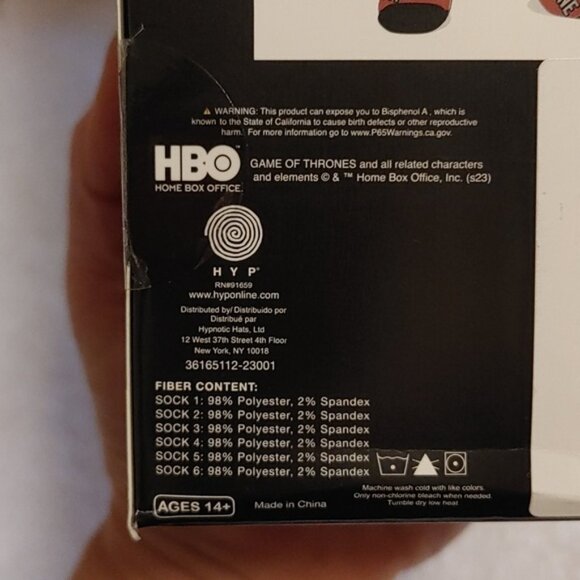 ⚠ WARNING: This product can expose you to Bisphenol A , which is
known to the State of California to cause birth defects or other reproductive
harm. For more information go to www.P65Warnings.ca.gov.
HBO™
HOME BOX OFFICE.
GAME OF THRONES and all related characters
and elements © & ™ Home Box Office, Inc. (s23)
HYP®
RN#91659
www.hyponline.com
Distributed by/ Distribuido por
Distribué par
Hypnotic Hats, Ltd
12 West 37th Street 4th Floor
New York, NY 10018
36165112-23001
FIBER CONTENT:
SOCK 1: 98% Polyester, 2% Spandex
SOCK 2: 98% Polyester, 2% Spandex
SOCK 3: 98% Polyester, 2% Spandex
SOCK 4: 98% Polyester, 2% Spandex
SOCK 5: 98% Polyester, 2% Spandex
SOCK 6: 98% Polyester, 2% Spandex
Machine wash cold with like colors.
Only non-chlorine bleach when needed.
Tumble dry low heat
AGES 14+
Made in China